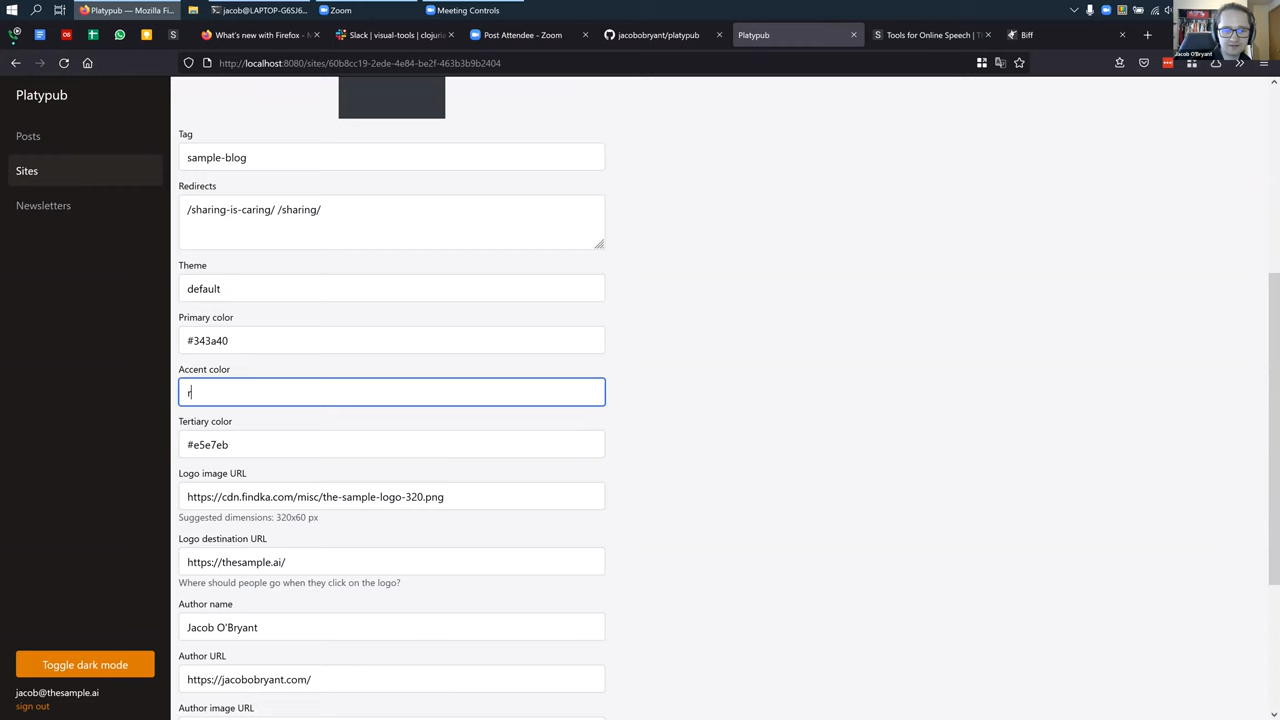 Platypub — Mozilla Fi…
jacob@LAPTOP-G6SJ6…
Zoom
Meeting Controls
What's new with Firefox - M
Slack | visual-tools | clojuri
Post Attendee - Zoom
jacobobryant/platypub
Platypub
Tools for Online Speech | Th
Biff
http://localhost:8080/sites/60b8cc19-2ede-4e84-be2f-463b3b9b2404
Jacob O'Bryant
Platypub
Posts
Sites
Newsletters
Tag
sample-blog
Redirects
/sharing-is-caring/ /sharing/
Theme
default
Primary color
#343a40
Accent color
r
Tertiary color
#e5e7eb
Logo image URL
https://cdn.findka.com/misc/the-sample-logo-320.png
Suggested dimensions: 320x60 px
Logo destination URL
https://thesample.ai/
Where should people go when they click on the logo?
Author name
Jacob O'Bryant
Author URL
https://jacobobryant.com/
Author image URL
Toggle dark mode
jacob@thesample.ai
sign out